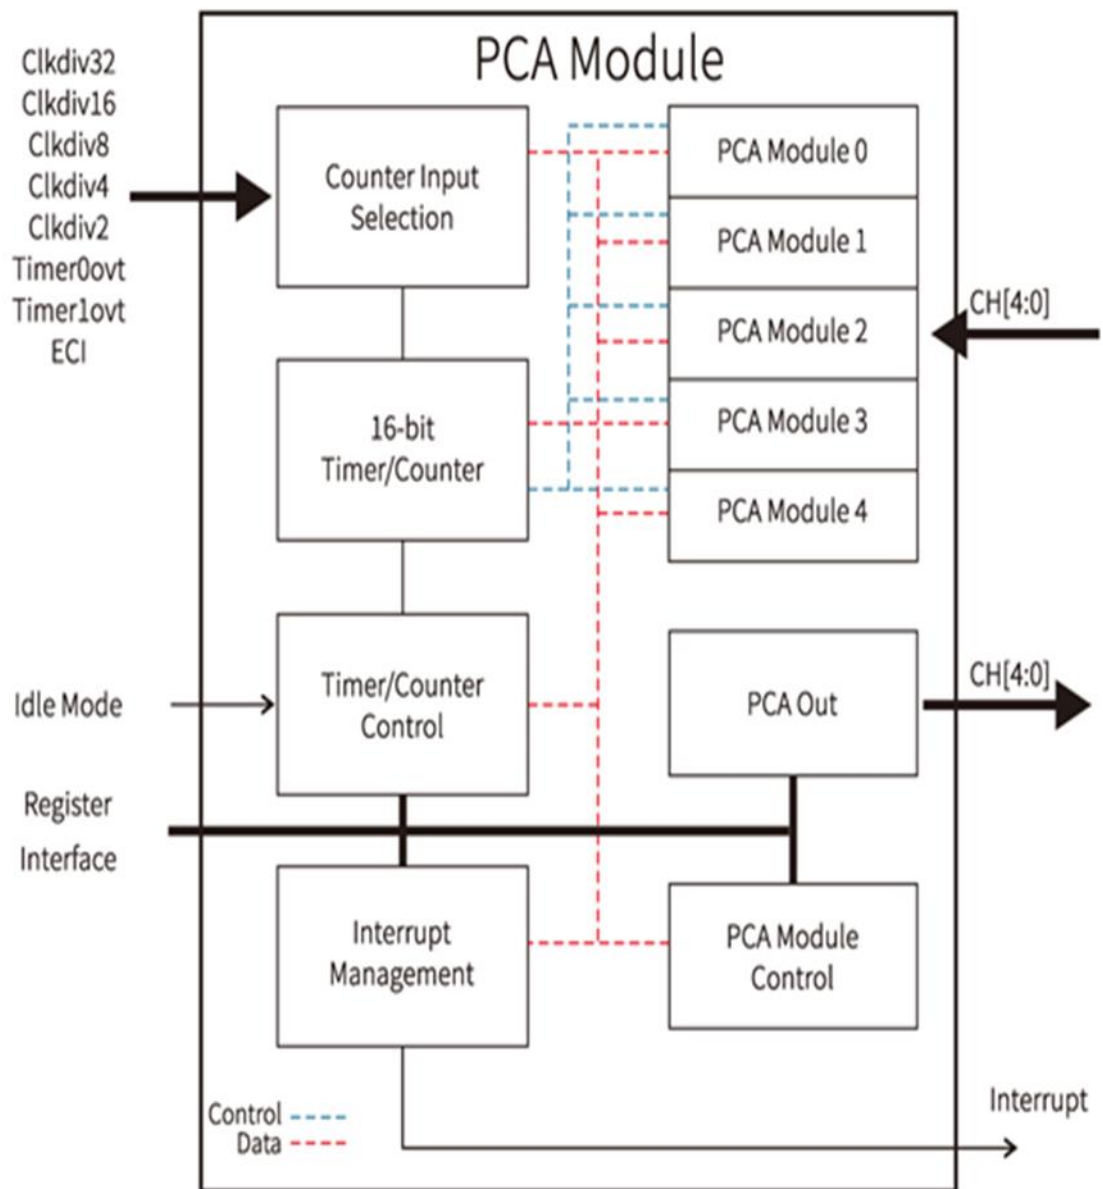 PCA Module
Clkdiv32
Clkdiv16
Clkdiv8
Clkdiv4
Clkdiv2
Timer0ovt
Timer1ovt
ECI
Counter Input
Selection
PCA Module 0
PCA Module 1
PCA Module 2
PCA Module 3
PCA Module 4
CH[4:0]
16-bit
Timer/Counter
Idle Mode
Timer/Counter
Control
PCA Out
CH[4:0]
Register
Interface
Interrupt
Management
PCA Module
Control
Control
Data
Interrupt